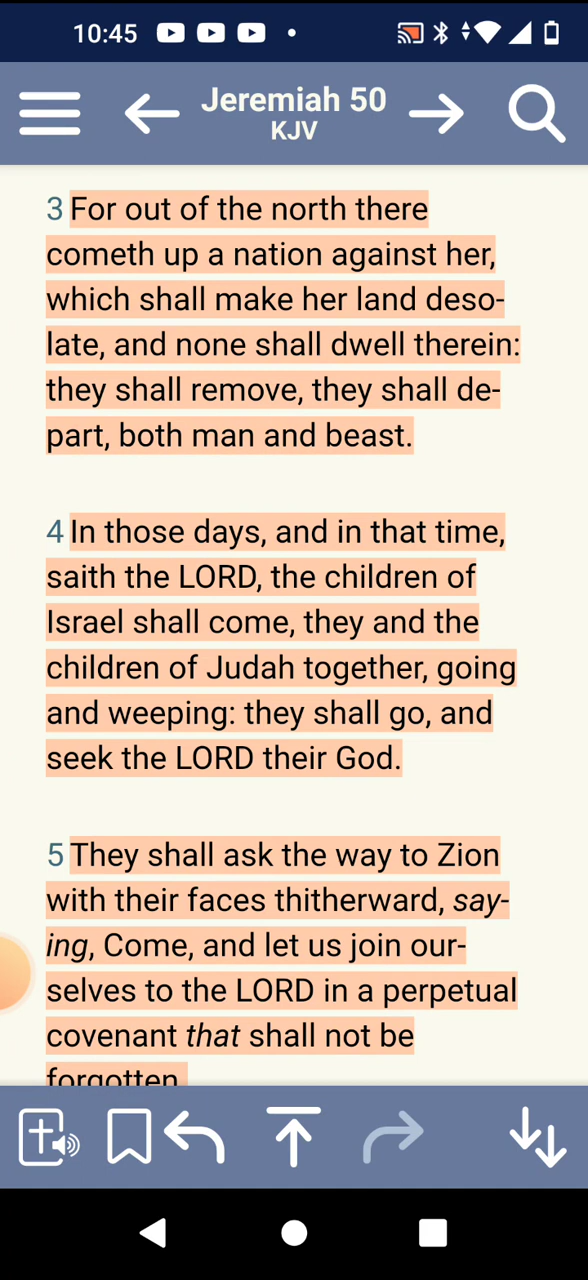 10:45
Jeremiah 50
KJV
3 For out of the north there
cometh up a nation against her,
which shall make her land deso-
late, and none shall dwell therein:
they shall remove, they shall de-
part, both man and beast.
4 In those days, and in that time,
saith the LORD, the children of
Israel shall come, they and the
children of Judah together, going
and weeping: they shall go, and
seek the LORD their God.
5 They shall ask the way to Zion
with their faces thitherward, say-
ing, Come, and let us join our-
selves to the LORD in a perpetual
covenant that shall not be
forgotten.